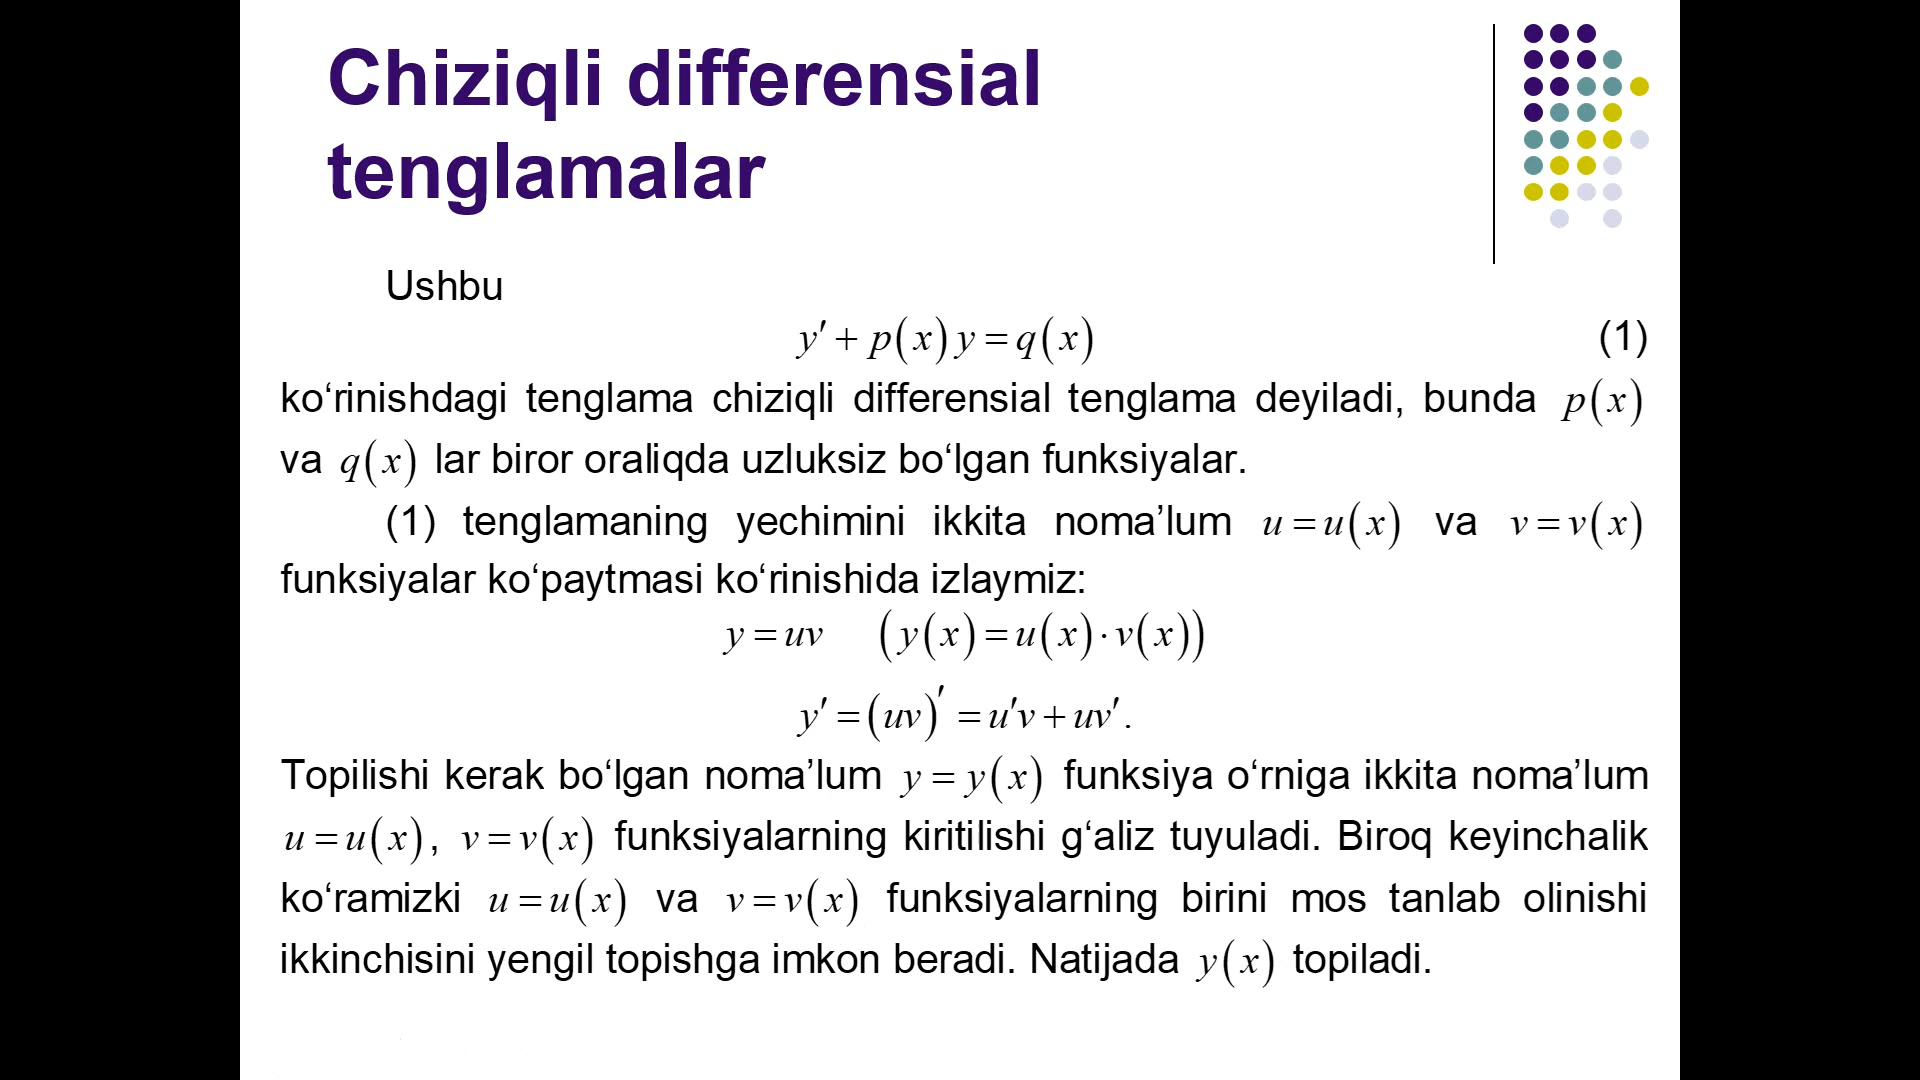 Chiziqli differensial
tenglamalar
Ushbu
y′ + p(x) y = q(x) (1)
ko‘rinishdagi tenglama chiziqli differensial tenglama deyiladi, bunda p(x)
va q(x) lar biror oraliqda uzluksiz bo‘lgan funksiyalar.
(1) tenglamaning yechimini ikkita noma’lum u = u(x) va v = v(x)
funksiyalar ko‘paytmasi ko‘rinishida izlaymiz:
y = uv (y(x) = u(x)·v(x))
y′ = (uv)′ = u′v + uv′.
Topilishi kerak bo‘lgan noma’lum y = y(x) funksiya o‘rniga ikkita noma’lum
u = u(x), v = v(x) funksiyalarning kiritilishi g‘aliz tuyuladi. Biroq keyinchalik
ko‘ramizki u = u(x) va v = v(x) funksiyalarning birini mos tanlab olinishi
ikkinchisini yengil topishga imkon beradi. Natijada y(x) topiladi.